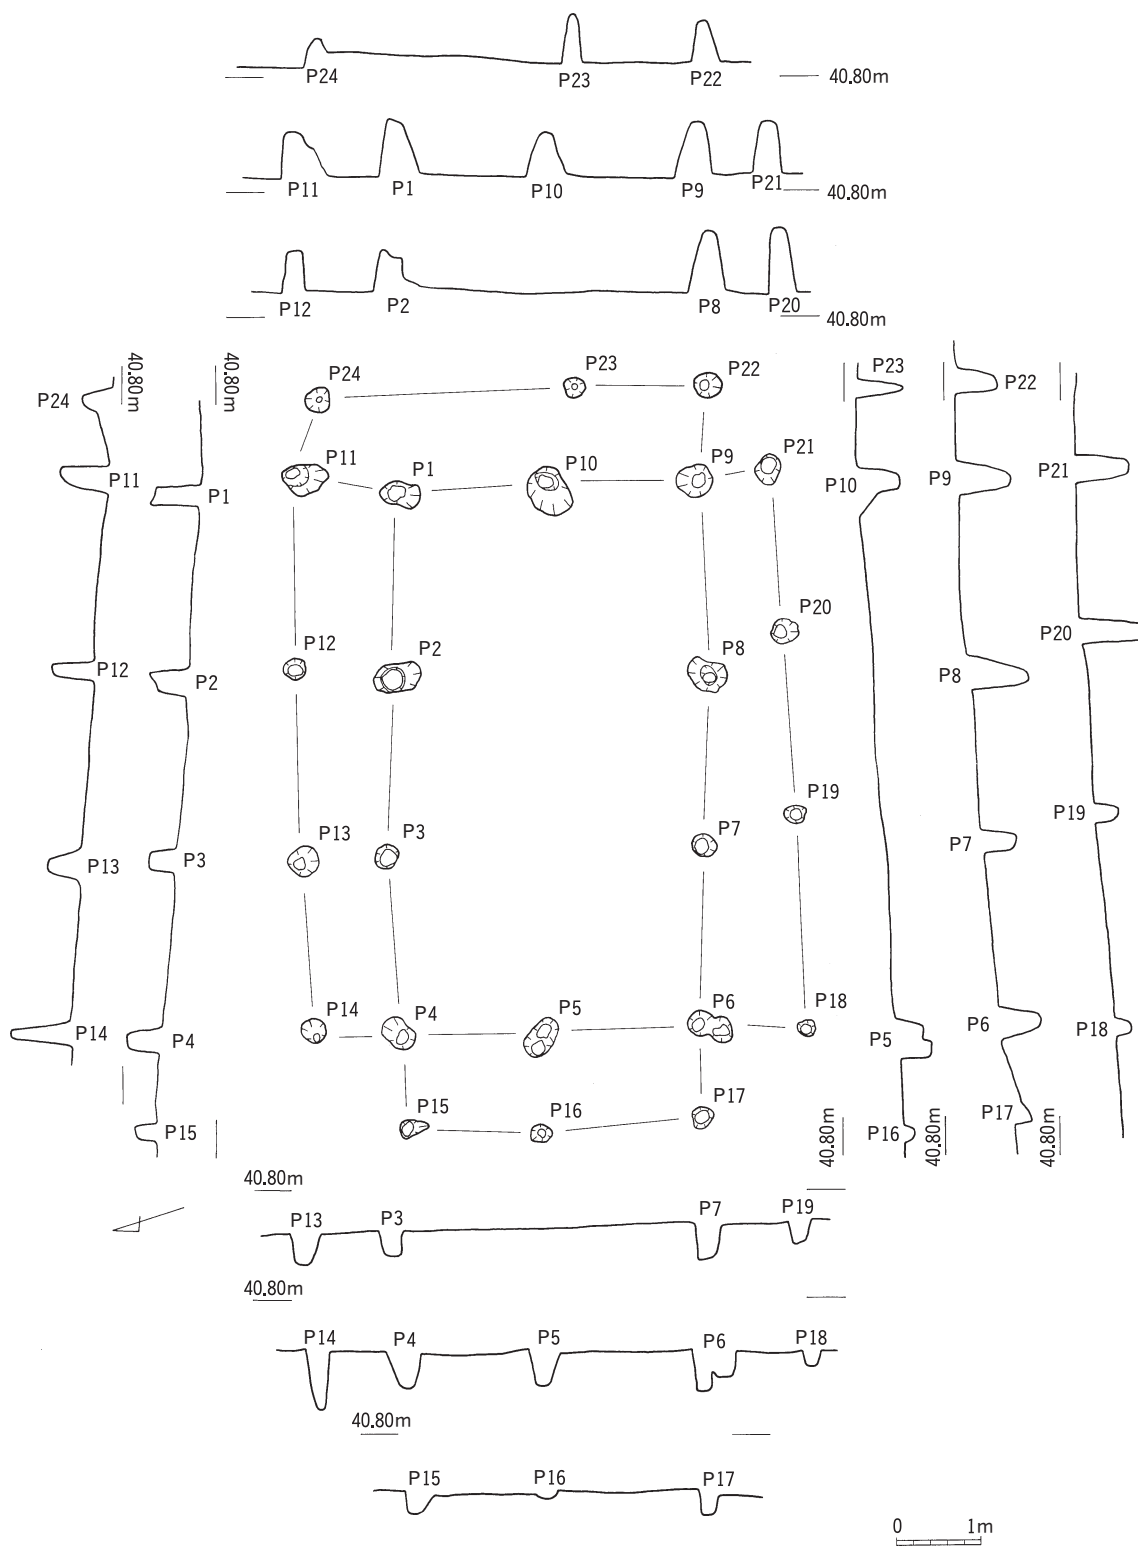 P24 P23 P22 40.80m
P11 P1 P10 P9 P21 40.80m
P12 P2 P8 P20 40.80m
40.80m 40.80m
P24 P23 P22
P11 P1 P10 P9 P21
P12 P2 P8 P20
P13 P3 P7 P19
P14 P4 P5 P6 P18
P15 P16 P17
P24
P11 P1
P12 P2
P13 P3
P14 P4
P15
P23 P22
P10 P9 P21
P20
P8
P19
P7
P5 P6 P18
P16 P17
40.80m 40.80m 40.80m
40.80m
P13 P3 P7 P19
40.80m
P14 P4 P5 P6 P18
40.80m
P15 P16 P17
0 1m